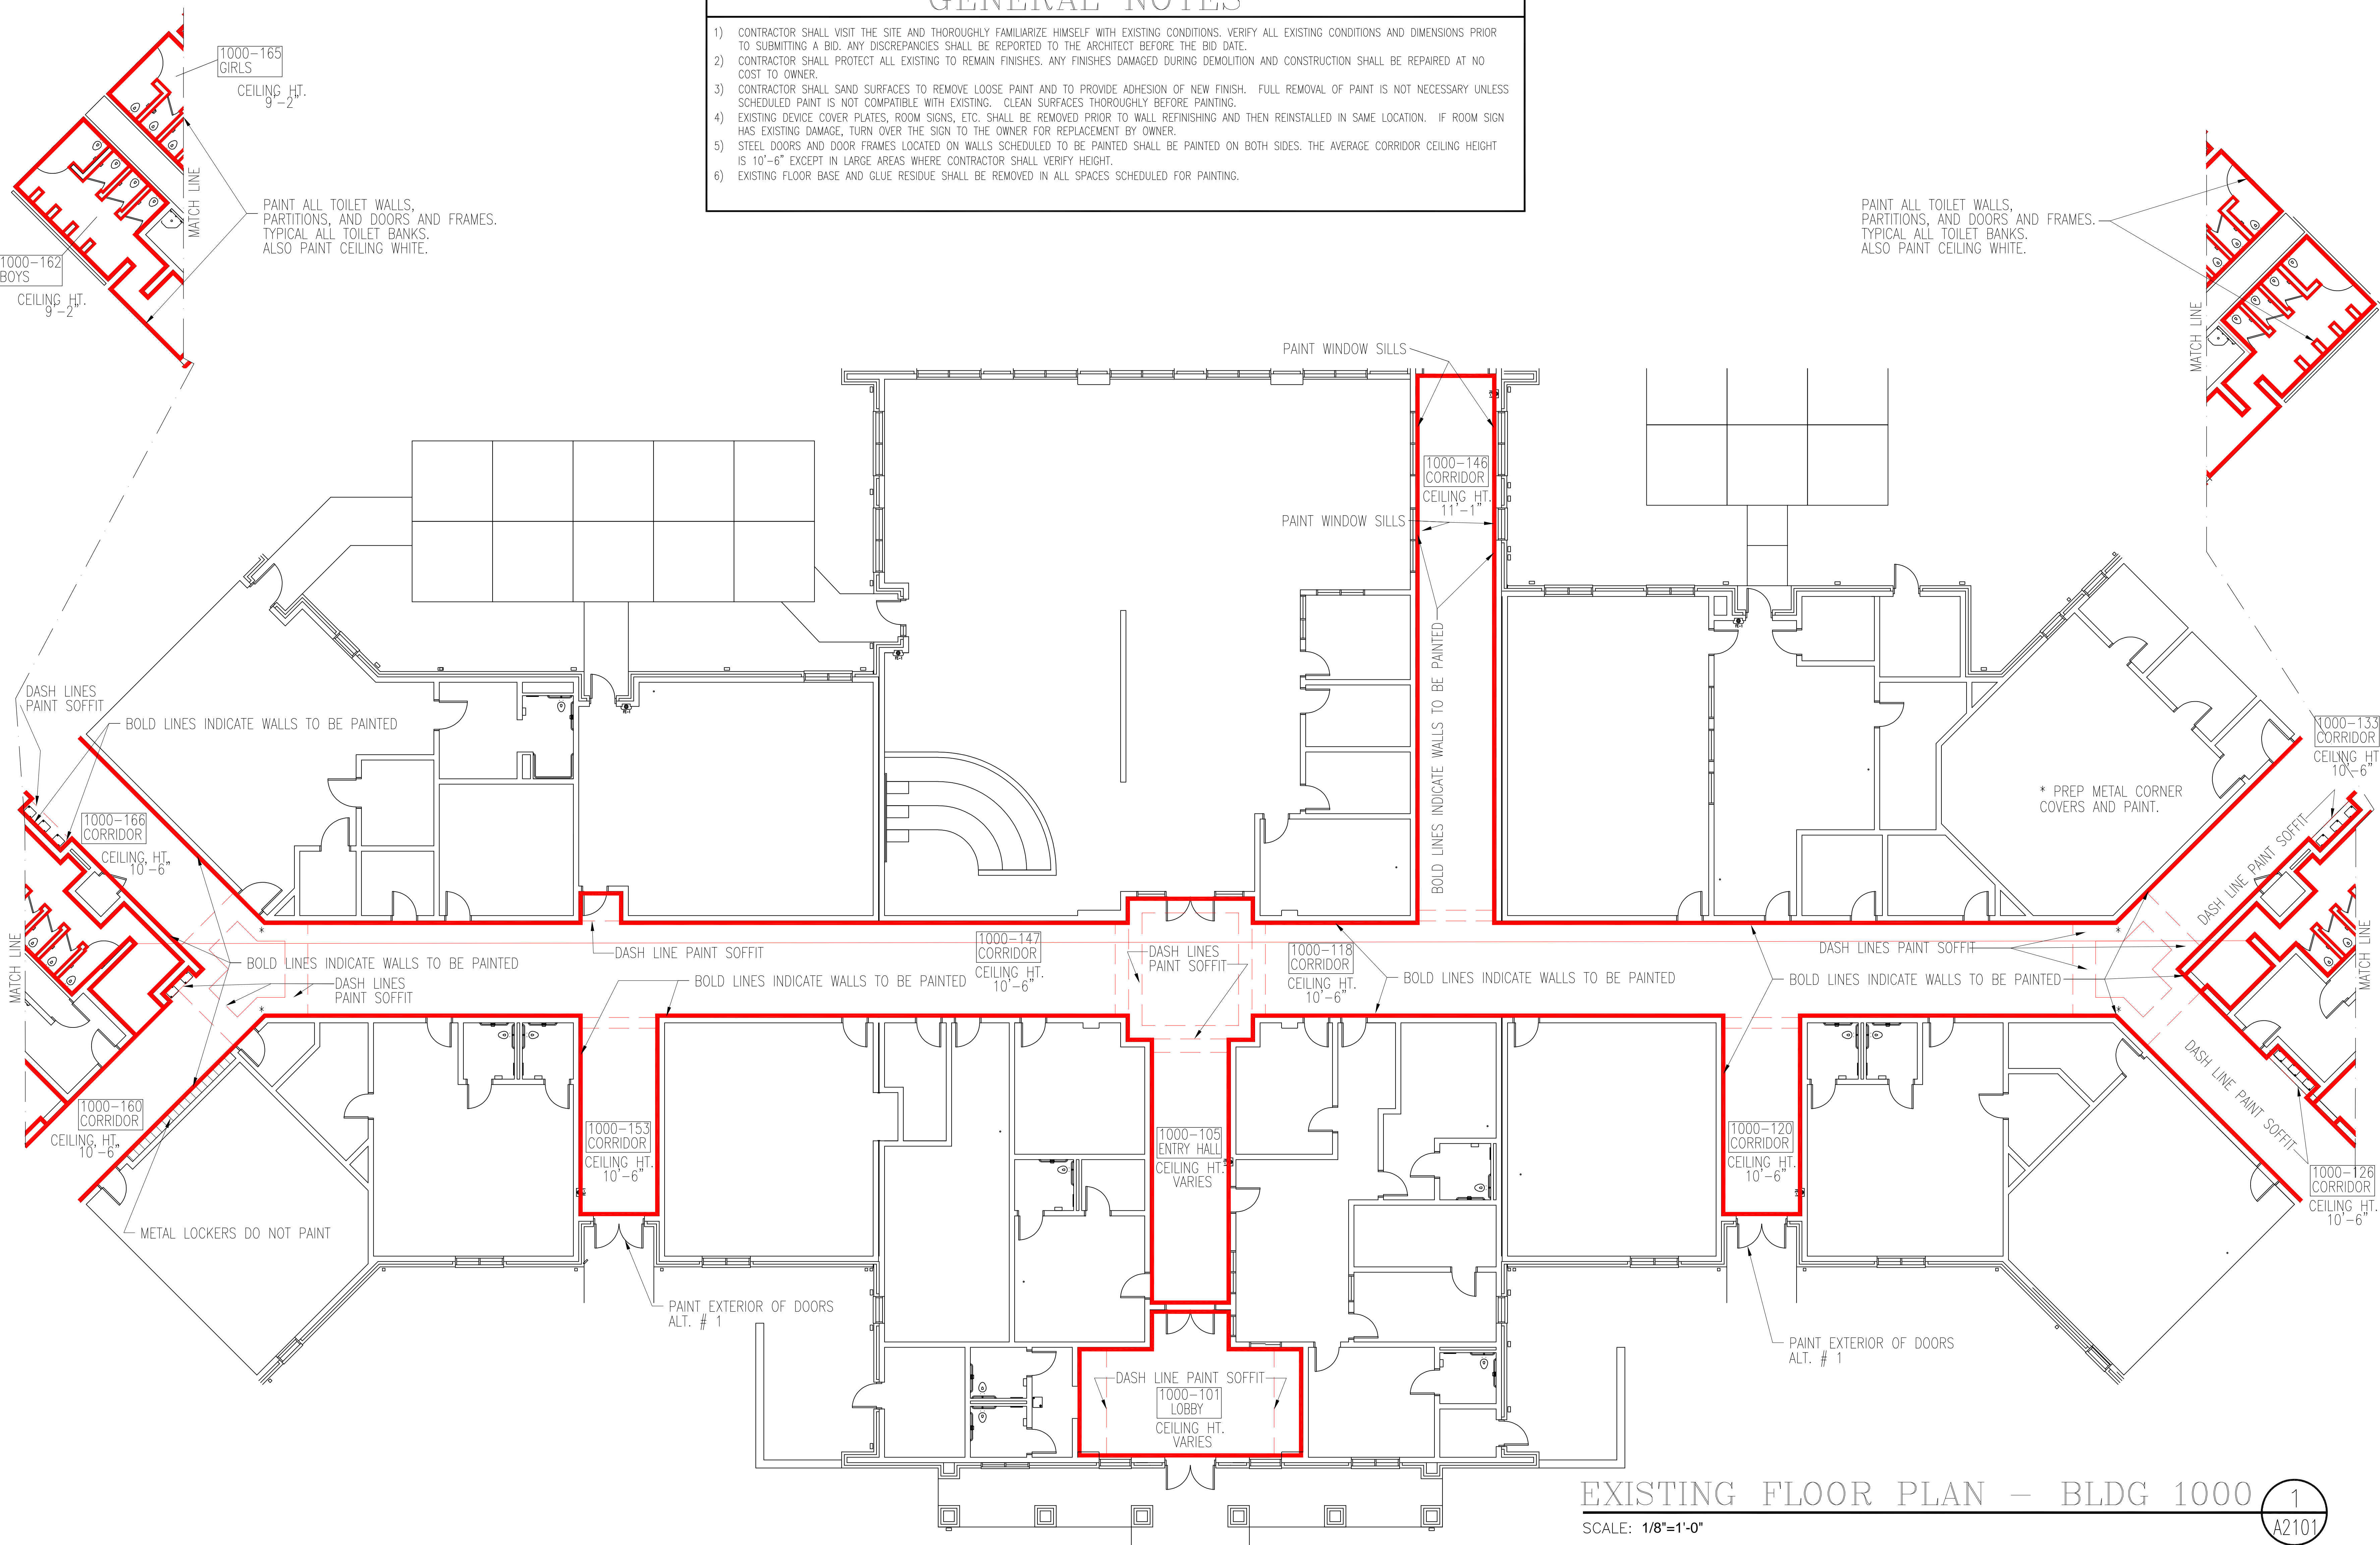 GENERAL NOTES
1) CONTRACTOR SHALL VISIT THE SITE AND THOROUGHLY FAMILIARIZE HIMSELF WITH EXISTING CONDITIONS. VERIFY ALL EXISTING CONDITIONS AND DIMENSIONS PRIOR
TO SUBMITTING A BID. ANY DISCREPANCIES SHALL BE REPORTED TO THE ARCHITECT BEFORE THE BID DATE.
2) CONTRACTOR SHALL PROTECT ALL EXISTING TO REMAIN FINISHES. ANY FINISHES DAMAGED DURING DEMOLITION AND CONSTRUCTION SHALL BE REPAIRED AT NO
COST TO OWNER.
3) CONTRACTOR SHALL SAND SURFACES TO REMOVE LOOSE PAINT AND TO PROVIDE ADHESION OF NEW FINISH. FULL REMOVAL OF PAINT IS NOT NECESSARY UNLESS
SCHEDULED PAINT IS NOT COMPATIBLE WITH EXISTING. CLEAN SURFACES THOROUGHLY BEFORE PAINTING.
4) EXISTING DEVICE COVER PLATES, ROOM SIGNS, ETC. SHALL BE REMOVED PRIOR TO WALL REFINISHING AND THEN REINSTALLED IN SAME LOCATION. IF ROOM SIGN
HAS EXISTING DAMAGE, TURN OVER THE SIGN TO THE OWNER FOR REPLACEMENT BY OWNER.
5) STEEL DOORS AND DOOR FRAMES LOCATED ON WALLS SCHEDULED TO BE PAINTED SHALL BE PAINTED ON BOTH SIDES. THE AVERAGE CORRIDOR CEILING HEIGHT
IS 10'-6" EXCEPT IN LARGE AREAS WHERE CONTRACTOR SHALL VERIFY HEIGHT.
6) EXISTING FLOOR BASE AND GLUE RESIDUE SHALL BE REMOVED IN ALL SPACES SCHEDULED FOR PAINTING.
1000-165
GIRLS
CEILING HT.
9'-2"
MATCH LINE
PAINT ALL TOILET WALLS,
PARTITIONS, AND DOORS AND FRAMES.
TYPICAL ALL TOILET BANKS.
ALSO PAINT CEILING WHITE.
1000-162
BOYS
CEILING HT.
9'-2"
PAINT ALL TOILET WALLS,
PARTITIONS, AND DOORS AND FRAMES.
TYPICAL ALL TOILET BANKS.
ALSO PAINT CEILING WHITE.
MATCH LINE
PAINT WINDOW SILLS
1000-146
CORRIDOR
CEILING HT.
11'-1"
PAINT WINDOW SILLS
BOLD LINES INDICATE WALLS TO BE PAINTED
DASH LINES
PAINT SOFFIT
BOLD LINES INDICATE WALLS TO BE PAINTED
1000-133
CORRIDOR
CEILING HT.
10'-6"
* PREP METAL CORNER
COVERS AND PAINT.
1000-166
CORRIDOR
CEILING HT.
10'-6"
DASH LINE PAINT SOFFIT
*
*
MATCH LINE
BOLD LINES INDICATE WALLS TO BE PAINTED
DASH LINES
PAINT SOFFIT
DASH LINE PAINT SOFFIT
1000-147
CORRIDOR
CEILING HT.
10'-6"
BOLD LINES INDICATE WALLS TO BE PAINTED
DASH LINES
PAINT SOFFIT
1000-118
CORRIDOR
CEILING HT.
10'-6"
BOLD LINES INDICATE WALLS TO BE PAINTED
DASH LINES PAINT SOFFIT
BOLD LINES INDICATE WALLS TO BE PAINTED
MATCH LINE
*
*
DASH LINE PAINT SOFFIT
1000-160
CORRIDOR
CEILING HT.
10'-6"
1000-153
CORRIDOR
CEILING HT.
10'-6"
1000-105
ENTRY HALL
CEILING HT.
VARIES
1000-120
CORRIDOR
CEILING HT.
10'-6"
1000-126
CORRIDOR
CEILING HT.
10'-6"
METAL LOCKERS DO NOT PAINT
PAINT EXTERIOR OF DOORS
ALT. # 1
PAINT EXTERIOR OF DOORS
ALT. # 1
DASH LINE PAINT SOFFIT
1000-101
LOBBY
CEILING HT.
VARIES
EXISTING FLOOR PLAN - BLDG 1000
1
A2101
SCALE: 1/8"=1'-0"